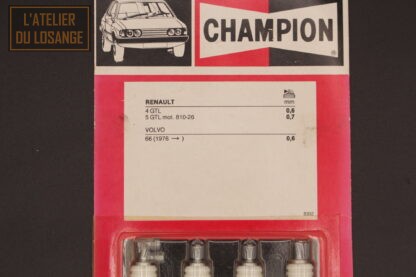 L'ATELIER
DU LOSANGE
CHAMPION
®
RENAULT mm
4 GTL 0,6
5 GTL mot. 810-26 0,7
VOLVO
66 (1976 → ) 0,6